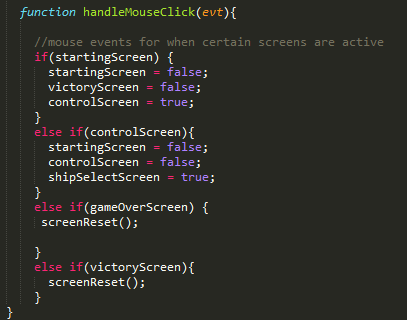 function handleMouseClick(evt){
//mouse events for when certain screens are active
if(startingScreen) {
startingScreen = false;
victoryScreen = false;
controlScreen = true;
}
else if(controlScreen){
startingScreen = false;
controlScreen = false;
shipSelectScreen = true;
}
else if(gameOverScreen) {
screenReset();
}
else if(victoryScreen){
screenReset();
}
}